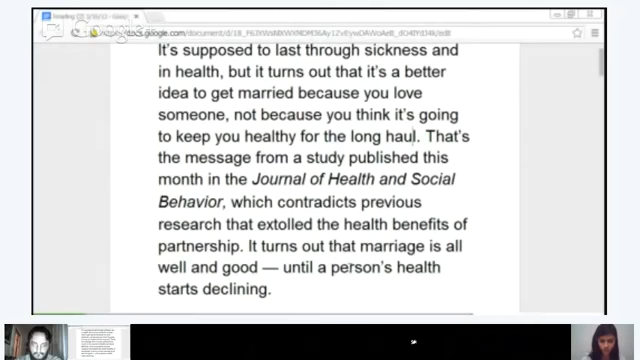 It's supposed to last through sickness and
in health, but it turns out that it's a better
idea to get married because you love
someone, not because you think it's going
to keep you healthy for the long haul. That's
the message from a study published this
month in the Journal of Health and Social
Behavior, which contradicts previous
research that extolled the health benefits of
partnership. It turns out that marriage is all
well and good — until a person's health
starts declining.